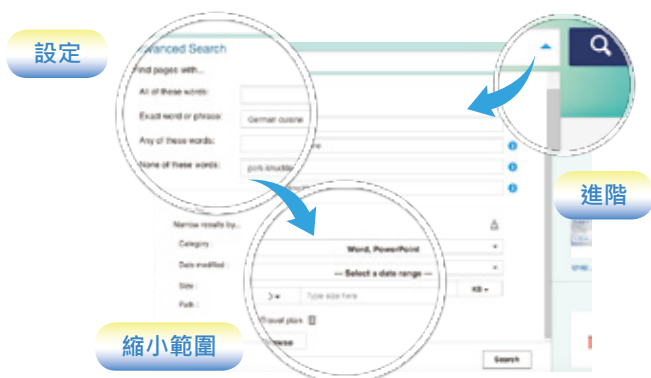 設定
Advanced Search
Find pages with...
All of these words:
Exact word or phrase:
German cuisine
Any of these words:
None of these words:
進階
Narrow results by...
Category :
Word, PowerPoint
Date modified :
--- Select a date range ---
Size :
Type size here
KB
Path :
Travel plan
縮小範圍
Search